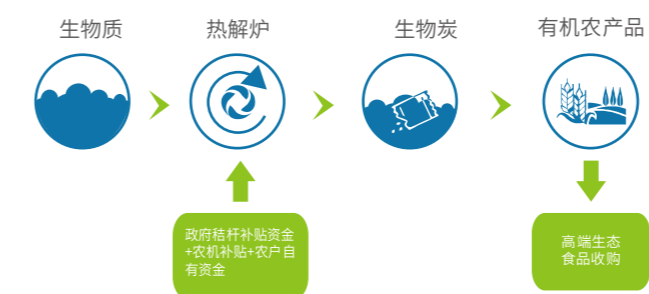 生物质
热解炉
生物炭
有机农产品
政府秸秆补贴资金
+农机补贴+农户自
有资金
高端生态
食品收购